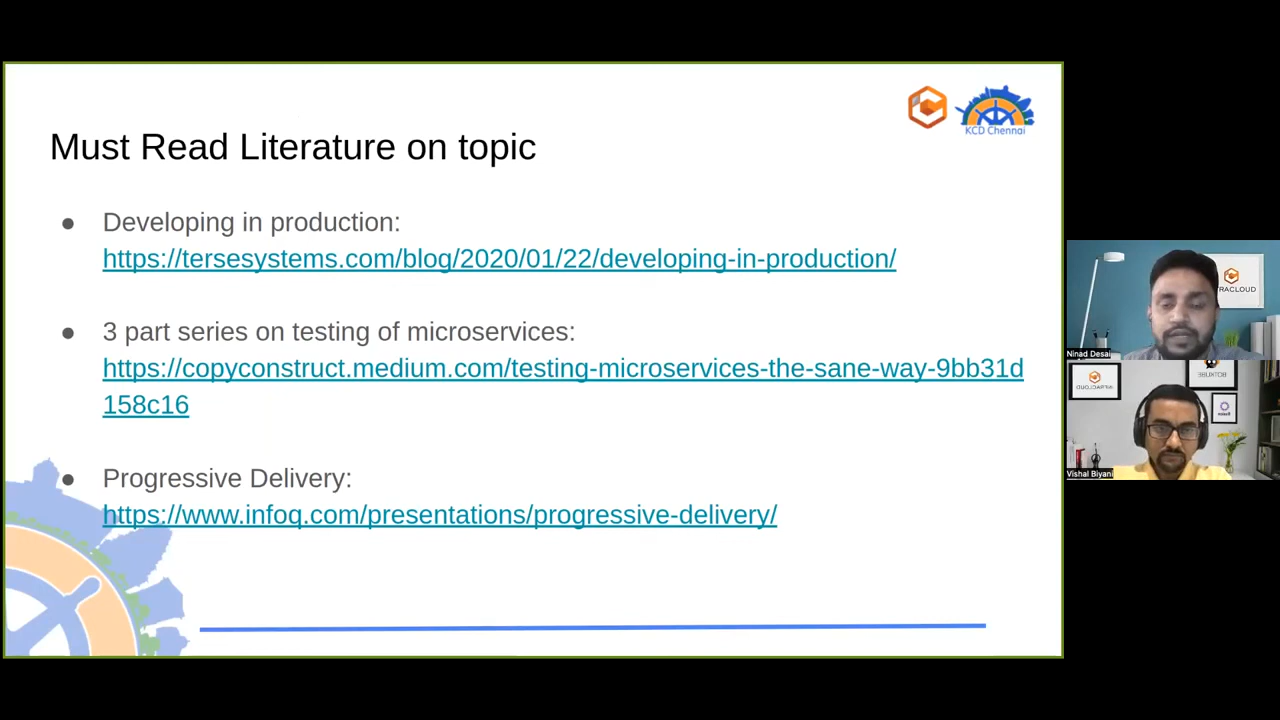 KCD Chennai
Must Read Literature on topic
● Developing in production:
https://tersesystems.com/blog/2020/01/22/developing-in-production/
● 3 part series on testing of microservices:
https://copyconstruct.medium.com/testing-microservices-the-sane-way-9bb31d
158c16
● Progressive Delivery:
https://www.infoq.com/presentations/progressive-delivery/
Ninad Desai
Vishal Biyani